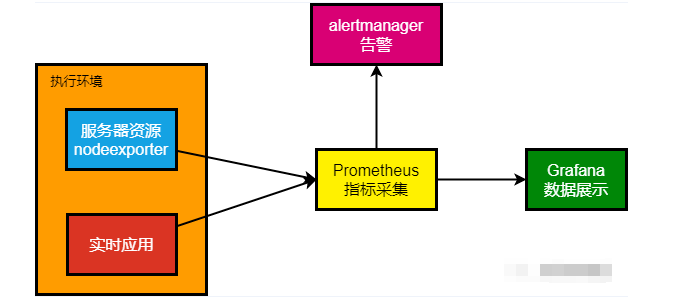 alertmanager
告警
执行环境
服务器资源
nodeexporter
Prometheus
指标采集
Grafana
数据展示
实时应用